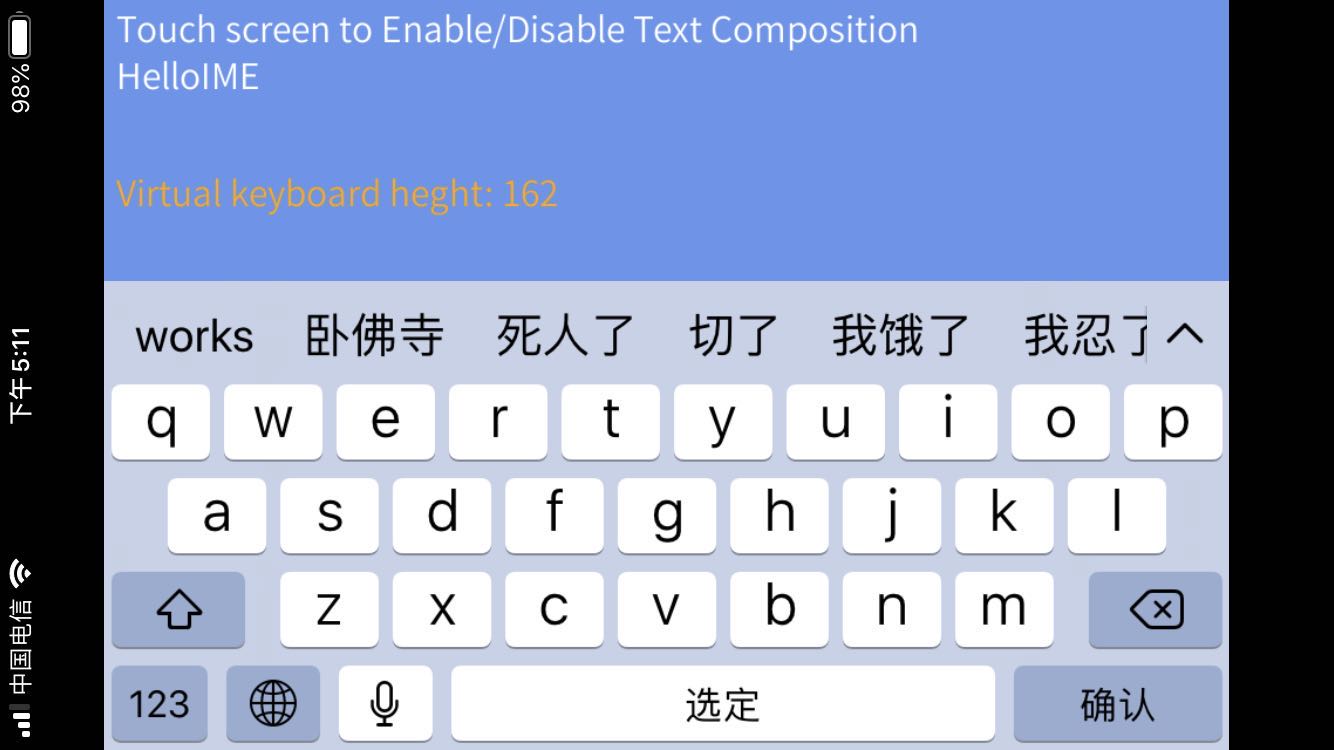 98%
下午5:11
中国电信
Touch screen to Enable/Disable Text Composition
HelloIME
Virtual keyboard heght: 162
works 卧佛寺 死人了 切了 我饿了 我忍了
q w e r t y u i o p
a s d f g h j k l
z x c v b n m
123 选定 确认